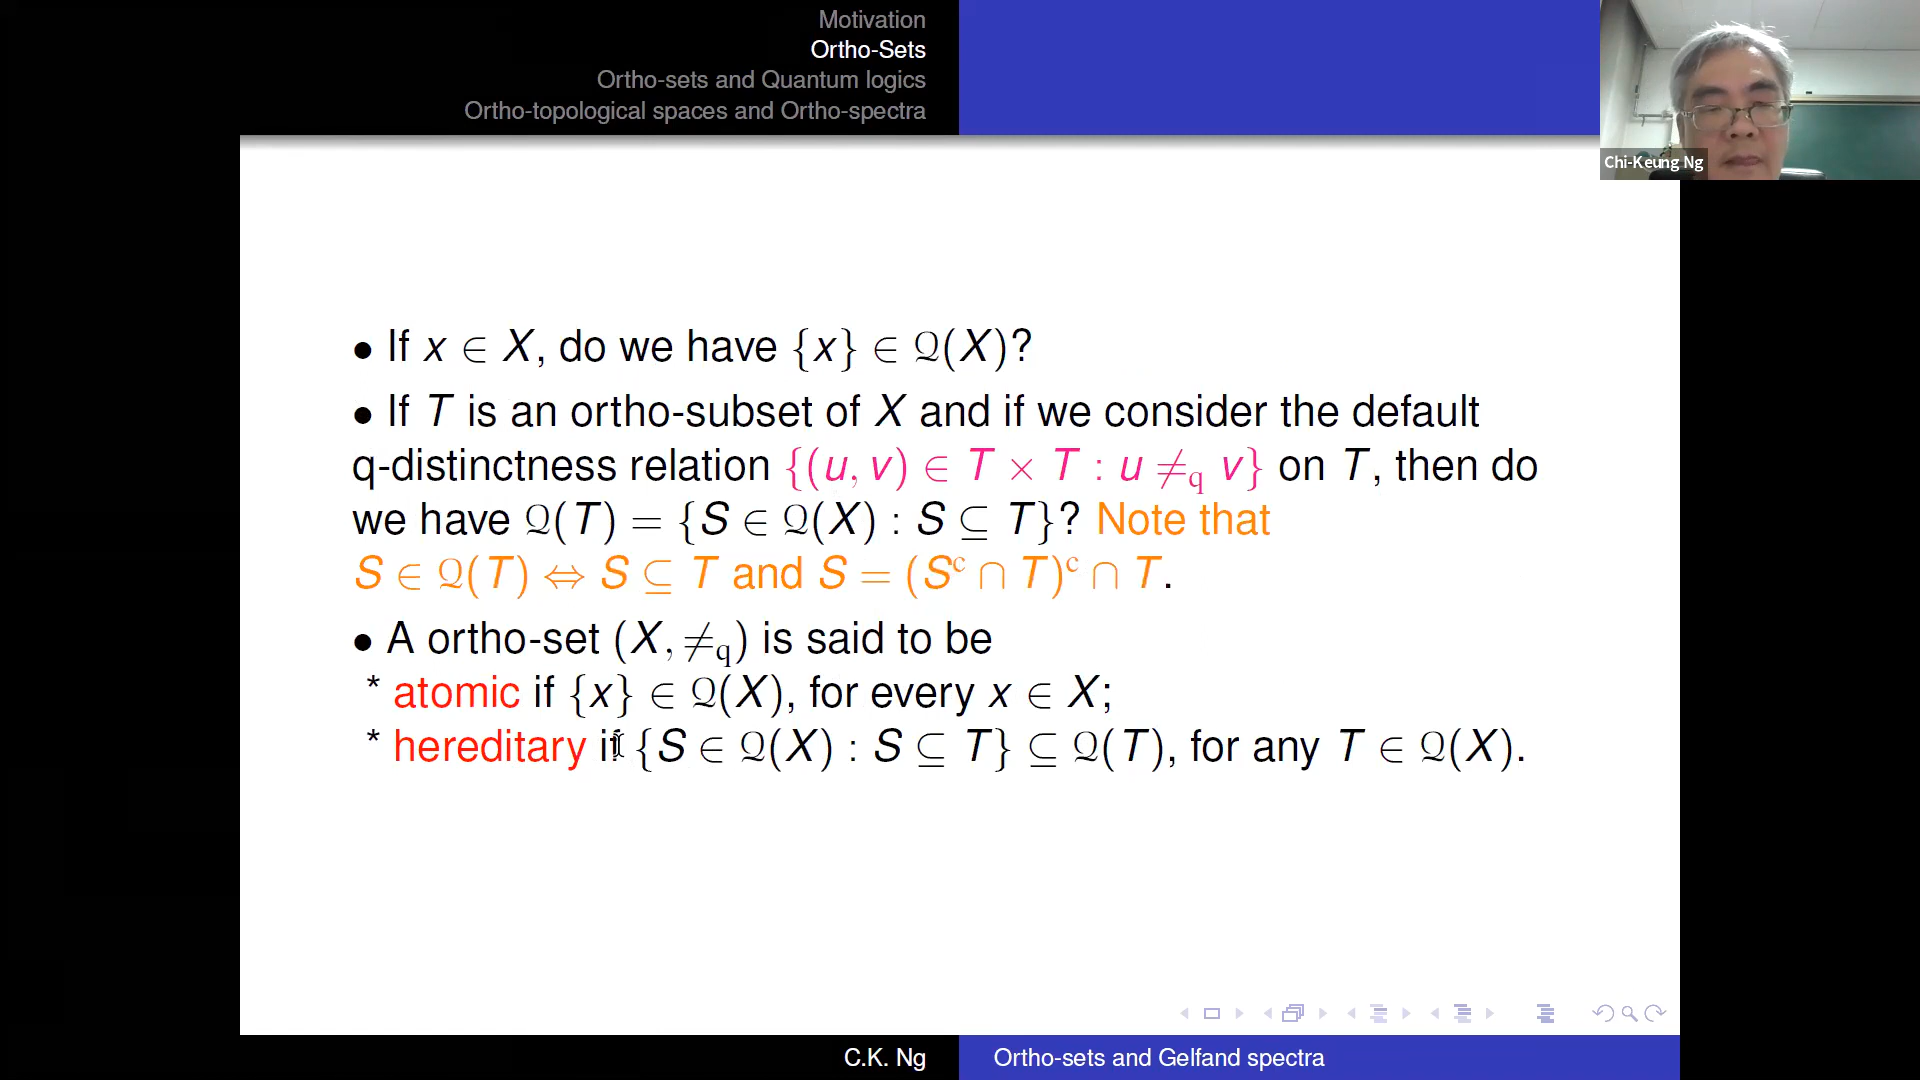 Motivation
Ortho-Sets
Ortho-sets and Quantum logics
Ortho-topological spaces and Ortho-spectra
Chi-Keung Ng
• If x ∈ X, do we have {x} ∈ 𝔔(X)?
• If T is an ortho-subset of X and if we consider the default
q-distinctness relation {(u, v) ∈ T × T : u ≠q v} on T, then do
we have 𝔔(T) = {S ∈ 𝔔(X) : S ⊆ T}? Note that
S ∈ 𝔔(T) ⇔ S ⊆ T and S = (Sᶜ ∩ T)ᶜ ∩ T.
• A ortho-set (X, ≠q) is said to be
* atomic if {x} ∈ 𝔔(X), for every x ∈ X;
* hereditary if {S ∈ 𝔔(X) : S ⊆ T} ⊆ 𝔔(T), for any T ∈ 𝔔(X).
C.K. Ng
Ortho-sets and Gelfand spectra